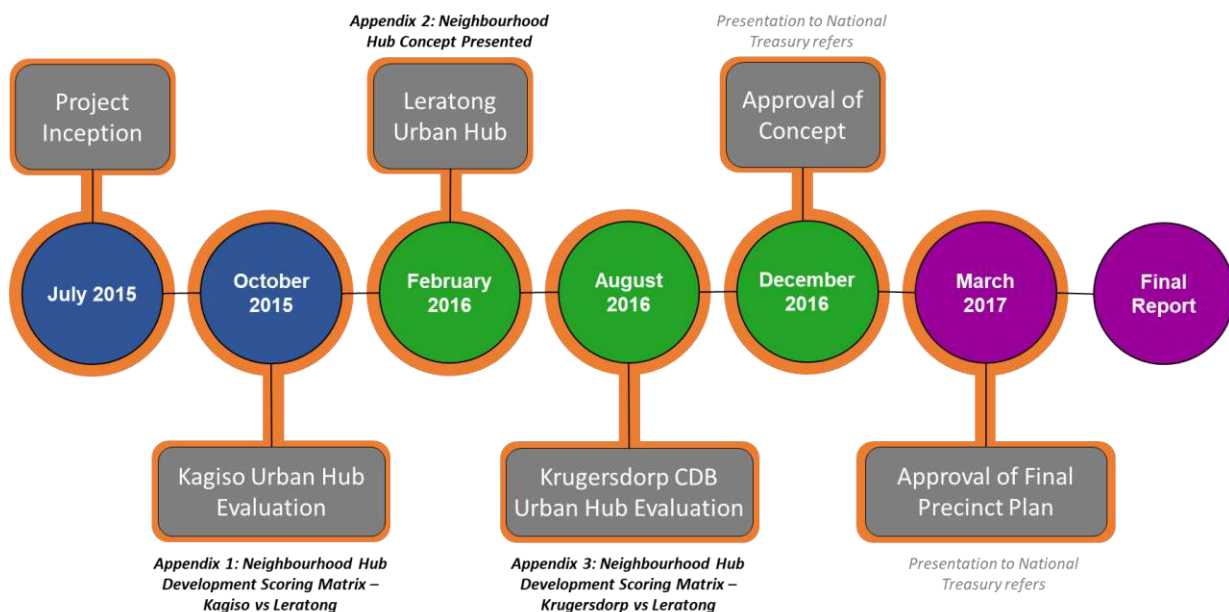 Appendix 2: Neighbourhood
Hub Concept Presented
Presentation to National
Treasury refers
Project
Inception
Leratong
Urban Hub
Approval of
Concept
July 2015
October
2015
February
2016
August
2016
December
2016
March
2017
Final
Report
Kagiso Urban Hub
Evaluation
Krugersdorp CDB
Urban Hub Evaluation
Approval of Final
Precinct Plan
Appendix 1: Neighbourhood Hub
Development Scoring Matrix –
Kagiso vs Leratong
Appendix 3: Neighbourhood Hub
Development Scoring Matrix –
Krugersdorp vs Leratong
Presentation to National
Treasury refers